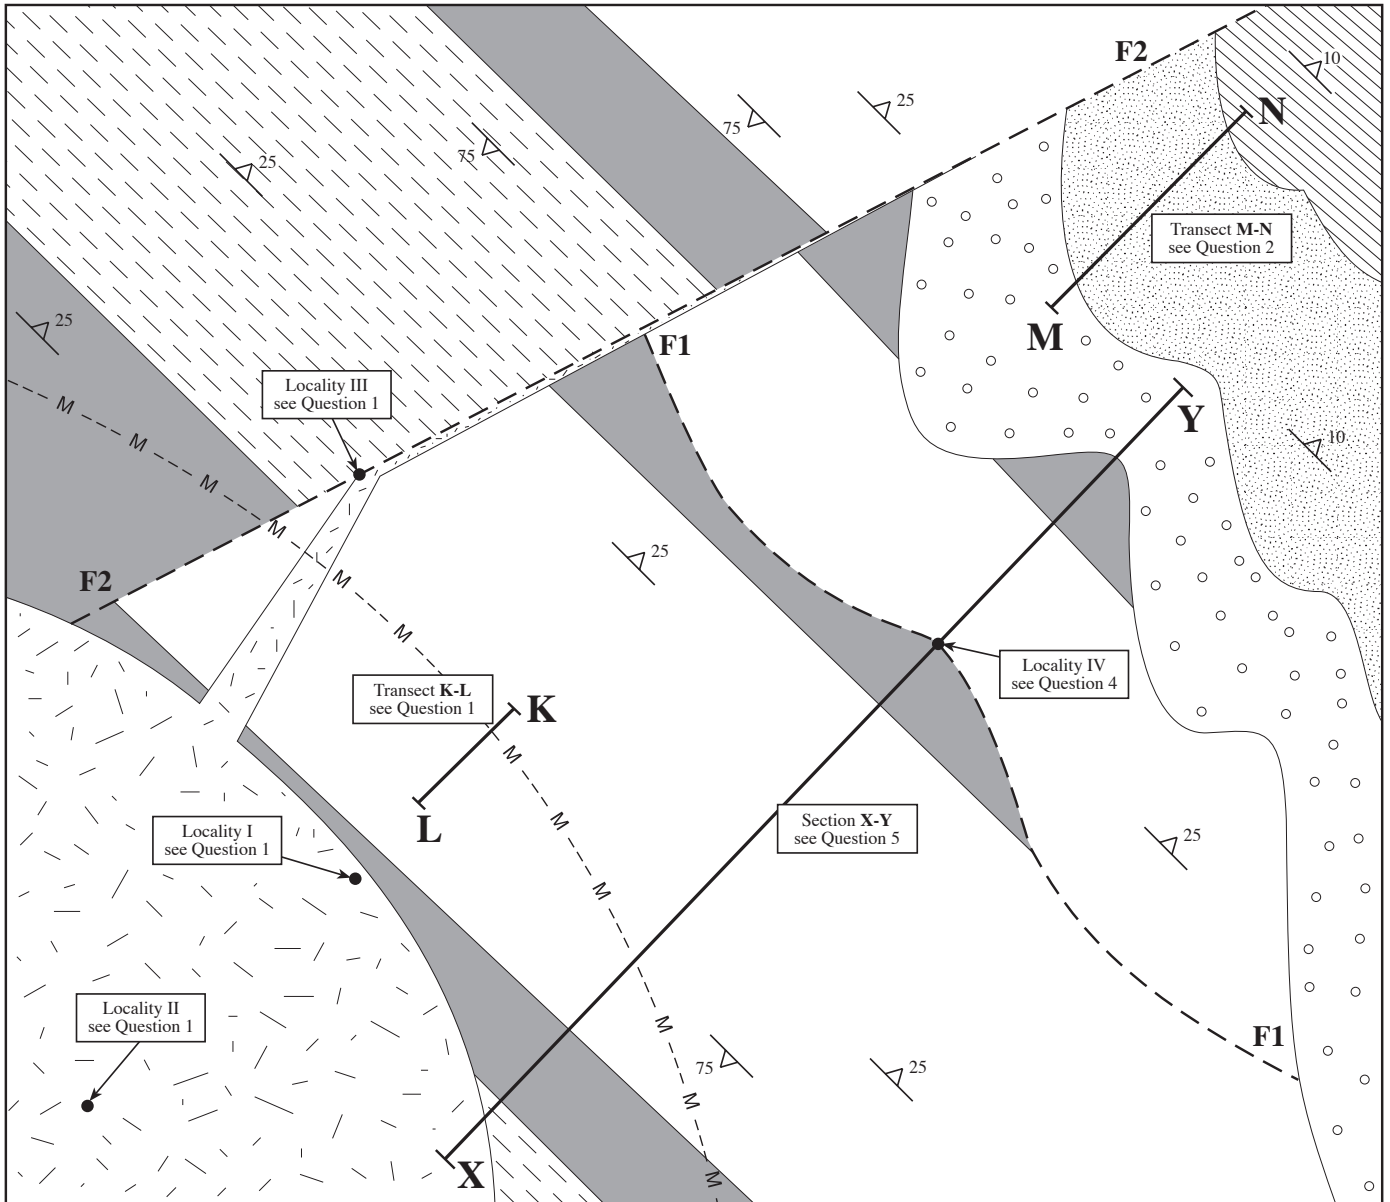 F2
10
N
75
25
25
75
Transect M-N
see Question 2
M
25
F1
Locality III
see Question 1
Y
M
M
M
M
10
25
M
F2
M
Locality IV
see Question 4
Transect K-L
see Question 1
K
M
L
M
Section X-Y
see Question 5
Locality I
see Question 1
25
M
Locality II
see Question 1
M
F1
75
25
M
X
M